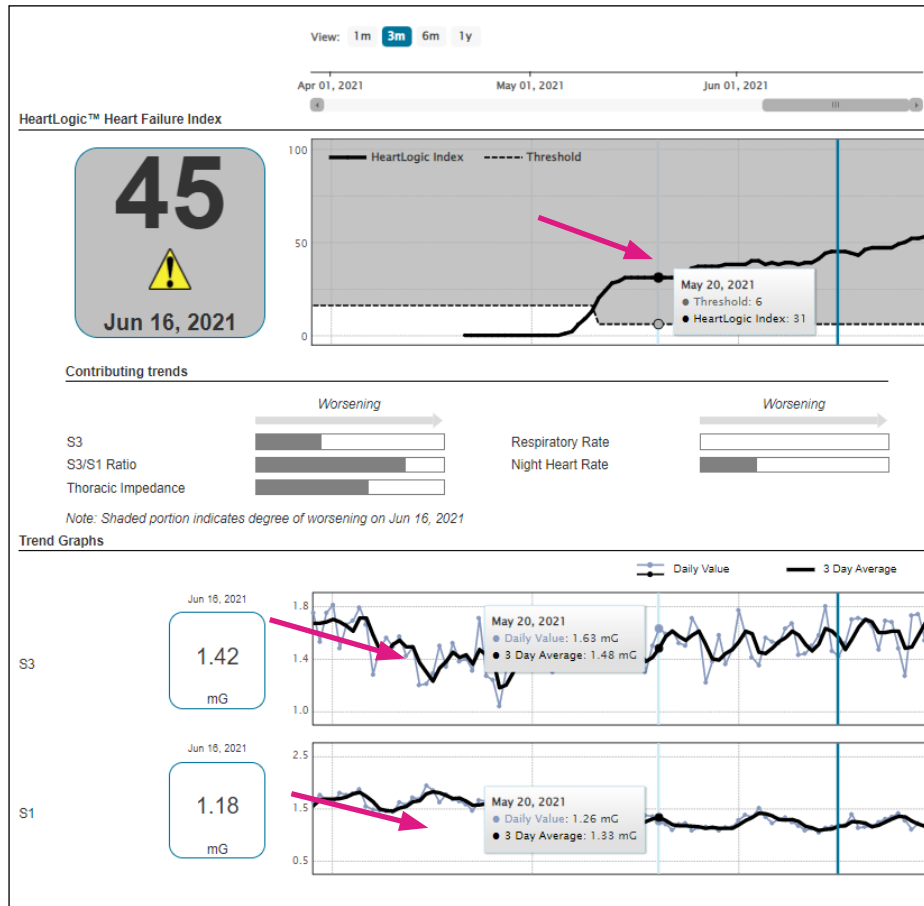 View: 1m 3m 6m 1y
Apr 01, 2021 May 01, 2021 Jun 01, 2021
HeartLogic™ Heart Failure Index
45
Jun 16, 2021
100
50
0
HeartLogic Index Threshold
May 20, 2021
Threshold: 6
HeartLogic Index: 31
Contributing trends
Worsening Worsening
S3 Respiratory Rate
S3/S1 Ratio Night Heart Rate
Thoracic Impedance
Note: Shaded portion indicates degree of worsening on Jun 16, 2021
Trend Graphs
Daily Value 3 Day Average
S3
Jun 16, 2021
1.42
mG
1.8
1.4
1.0
May 20, 2021
Daily Value: 1.63 mG
3 Day Average: 1.48 mG
S1
Jun 16, 2021
1.18
mG
2.5
1.5
0.5
May 20, 2021
Daily Value: 1.26 mG
3 Day Average: 1.33 mG